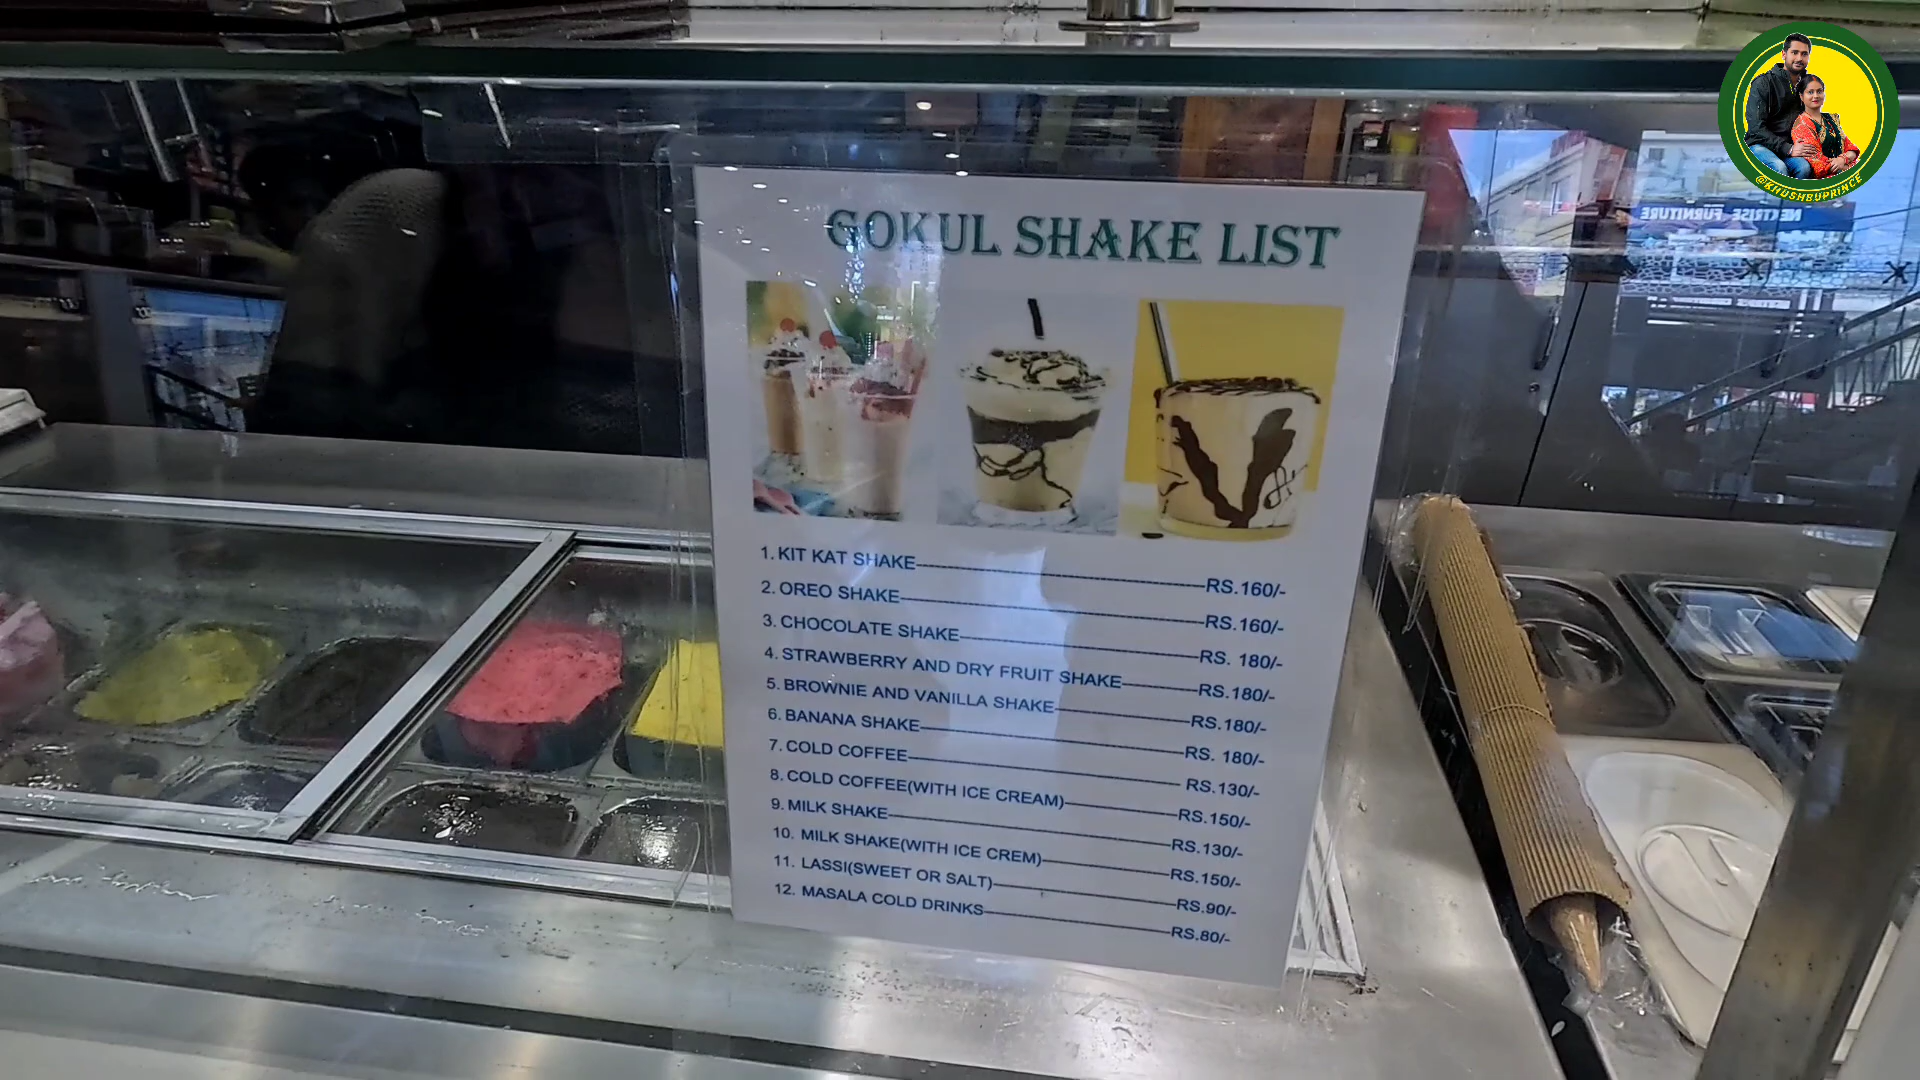 @KHUSHBUPRINCE
NEXTRISE FURNITURE
GOKUL SHAKE LIST
1. KIT KAT SHAKE RS.160/-
2. OREO SHAKE RS.160/-
3. CHOCOLATE SHAKE RS. 180/-
4. STRAWBERRY AND DRY FRUIT SHAKE RS.180/-
5. BROWNIE AND VANILLA SHAKE RS.180/-
6. BANANA SHAKE RS. 180/-
7. COLD COFFEE RS.130/-
8. COLD COFFEE(WITH ICE CREAM) RS.150/-
9. MILK SHAKE RS.130/-
10. MILK SHAKE(WITH ICE CREM) RS.150/-
11. LASSI(SWEET OR SALT) RS.90/-
12. MASALA COLD DRINKS RS.80/-